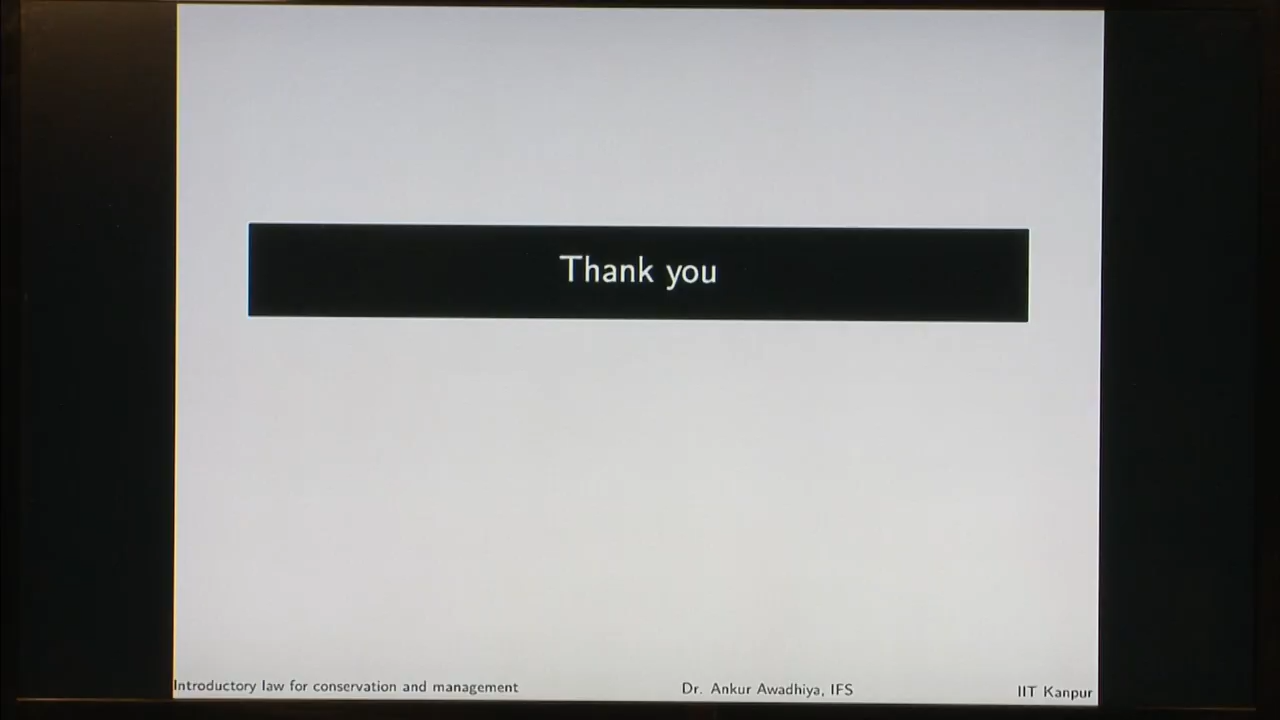 Thank you
Introductory law for conservation and management Dr. Ankur Awadhiya, IFS IIT Kanpur